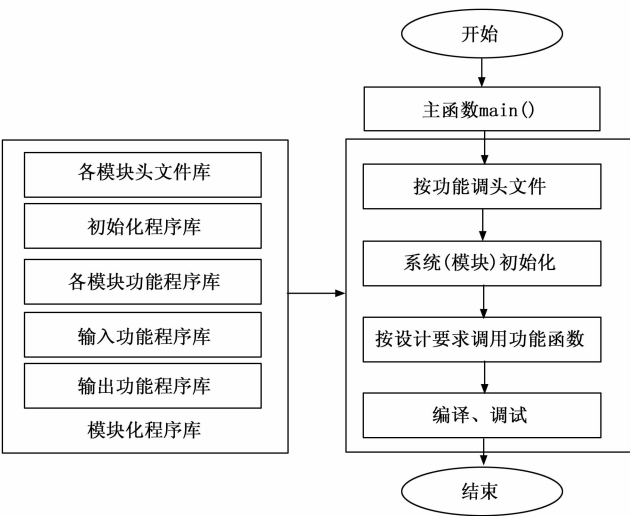 开始
主函数main()
各模块头文件库
初始化程序库
各模块功能程序库
输入功能程序库
输出功能程序库
模块化程序库
按功能调头文件
系统(模块)初始化
按设计要求调用功能函数
编译、调试
结束